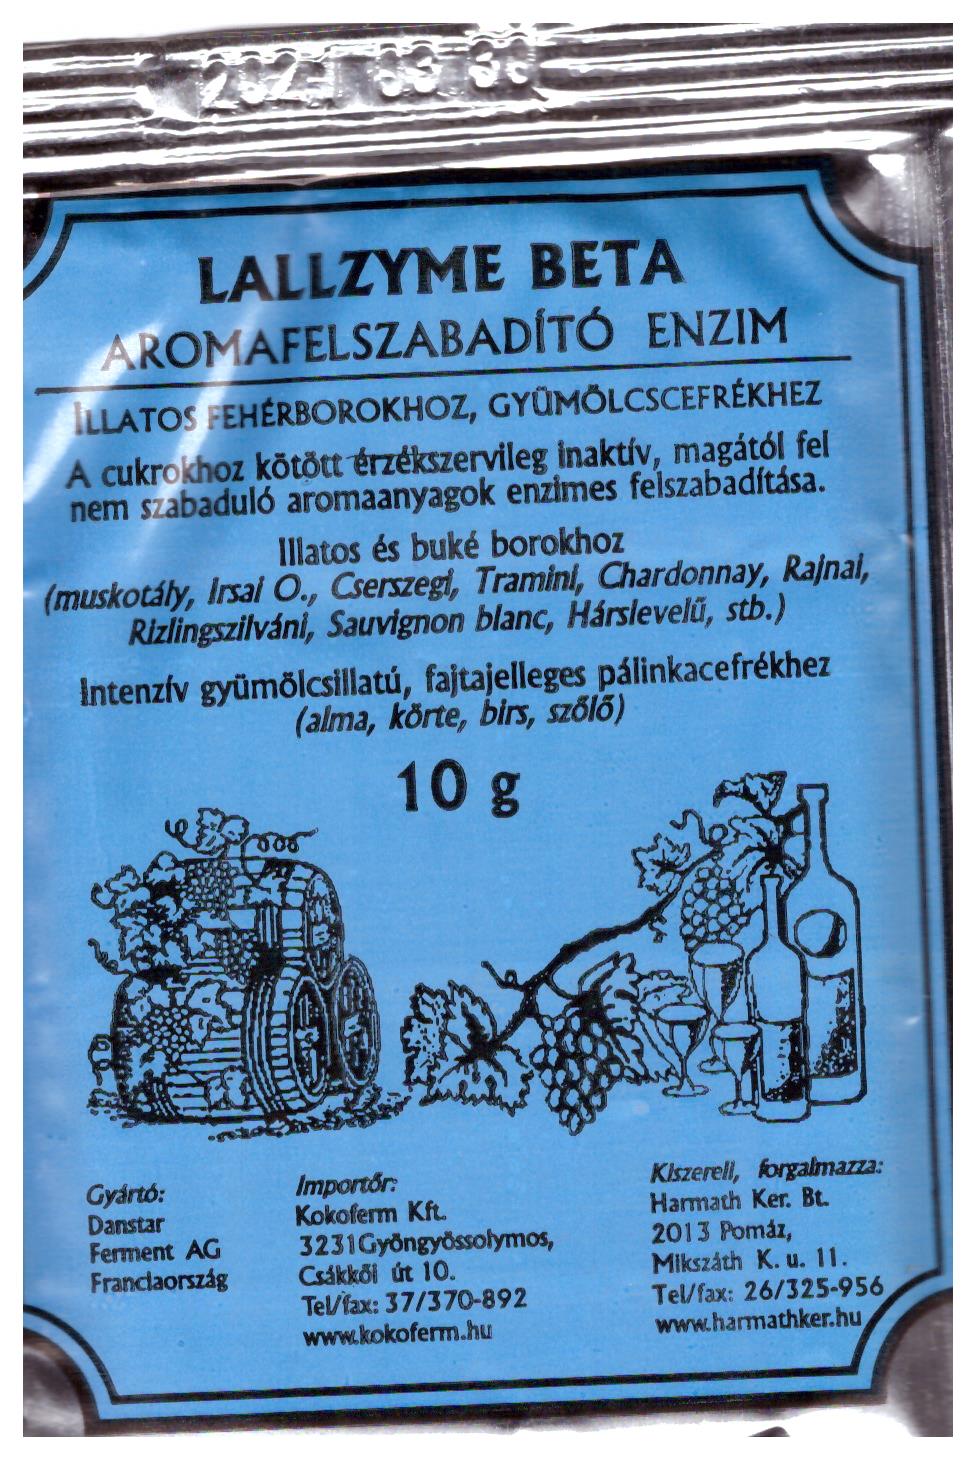 LALLZYME BETA
AROMAFELSZABADÍTÓ ENZIM
ILLATOS FEHÉRBOROKHOZ, GYÜMÖLCSCEFRÉKHEZ
A cukrokhoz kötött érzékszervileg inaktív, magától fel
nem szabaduló aromaanyagok enzimes felszabadítása.
Illatos és buké borokhoz
(muskotály, Irsai O., Cserszegi, Tramini, Chardonnay, Rajnai,
Rizlingszilváni, Sauvignon blanc, Hárslevelű, stb.)
Intenzív gyümölcsillatú, fajtajelleges pálinkacefrékhez
(alma, körte, birs, szőlő)
10 g
Gyártó:
Danstar
Ferment AG
Franciaország
Importőr:
Kokoferm Kft.
3231Gyöngyössolymos,
Csákkői út 10.
Tel/fax: 37/370-892
www.kokoferm.hu
Kiszereli, forgalmazza:
Harmath Ker. Bt.
2013 Pomáz,
Mikszáth K. u. 11.
Tel/fax: 26/325-956
www.harmathker.hu